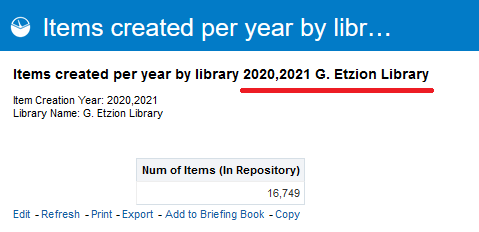 Items created per year by libr...
Items created per year by library 2020,2021 G. Etzion Library
Item Creation Year: 2020,2021
Library Name: G. Etzion Library
Num of Items (In Repository)
16,749
Edit - Refresh - Print - Export - Add to Briefing Book - Copy